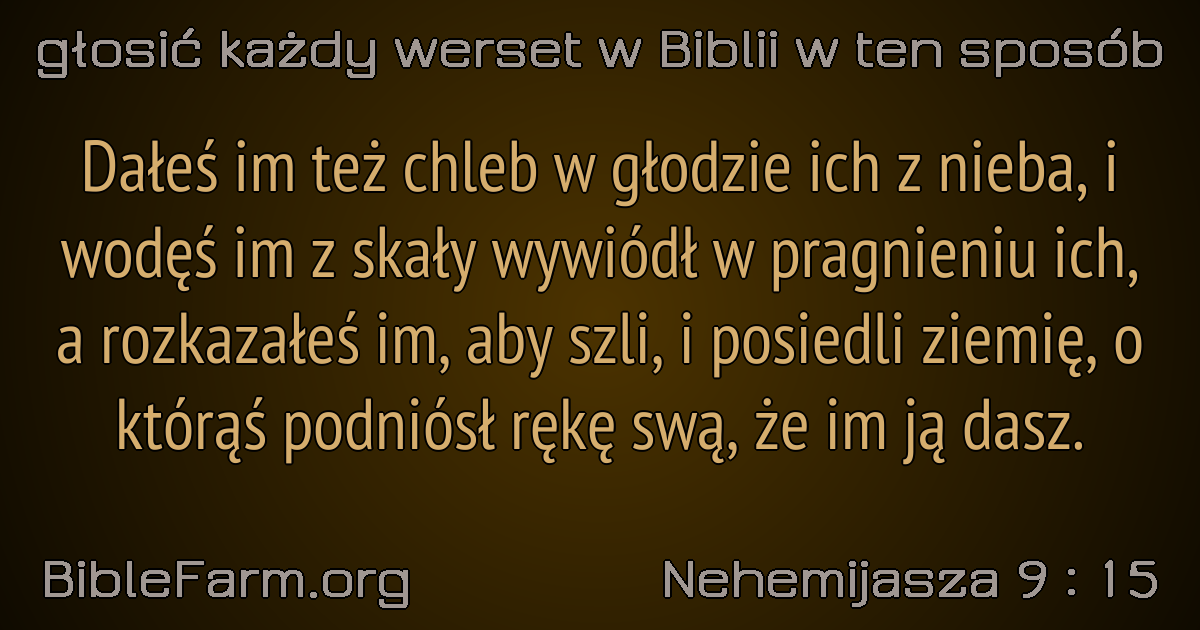 głosić każdy werset w Biblii w ten sposób
Dałeś im też chleb w głodzie ich z nieba, i
wodęś im z skały wywiódł w pragnieniu ich,
a rozkazałeś im, aby szli, i posiedli ziemię, o
którąś podniósł rękę swą, że im ją dasz.
BibleFarm.org
Nehemijasza 9 : 15